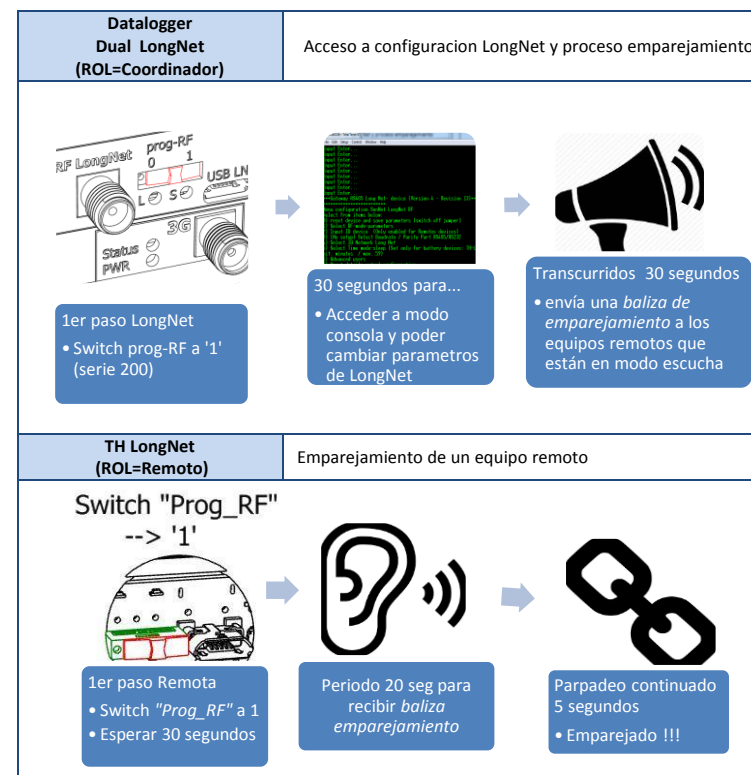 Datalogger
Dual LongNet
(ROL=Coordinador)
Acceso a configuracion LongNet y proceso emparejamiento
RF LongNet
prog-RF
0 1
USB LN
L S
3G
Status
PWR
1er paso LongNet
• Switch prog-RF a '1'
(serie 200)
30 segundos para...
• Acceder a modo
consola y poder
cambiar parametros
de LongNet
Transcurridos 30 segundos
• envía una baliza de
emparejamiento a los
equipos remotos que
están en modo escucha
TH LongNet
(ROL=Remoto)
Emparejamiento de un equipo remoto
Switch "Prog_RF"
--> '1'
1er paso Remota
• Switch "Prog_RF" a 1
• Esperar 30 segundos
Periodo 20 seg para
recibir baliza
emparejamiento
Parpadeo continuado
5 segundos
• Emparejado !!!